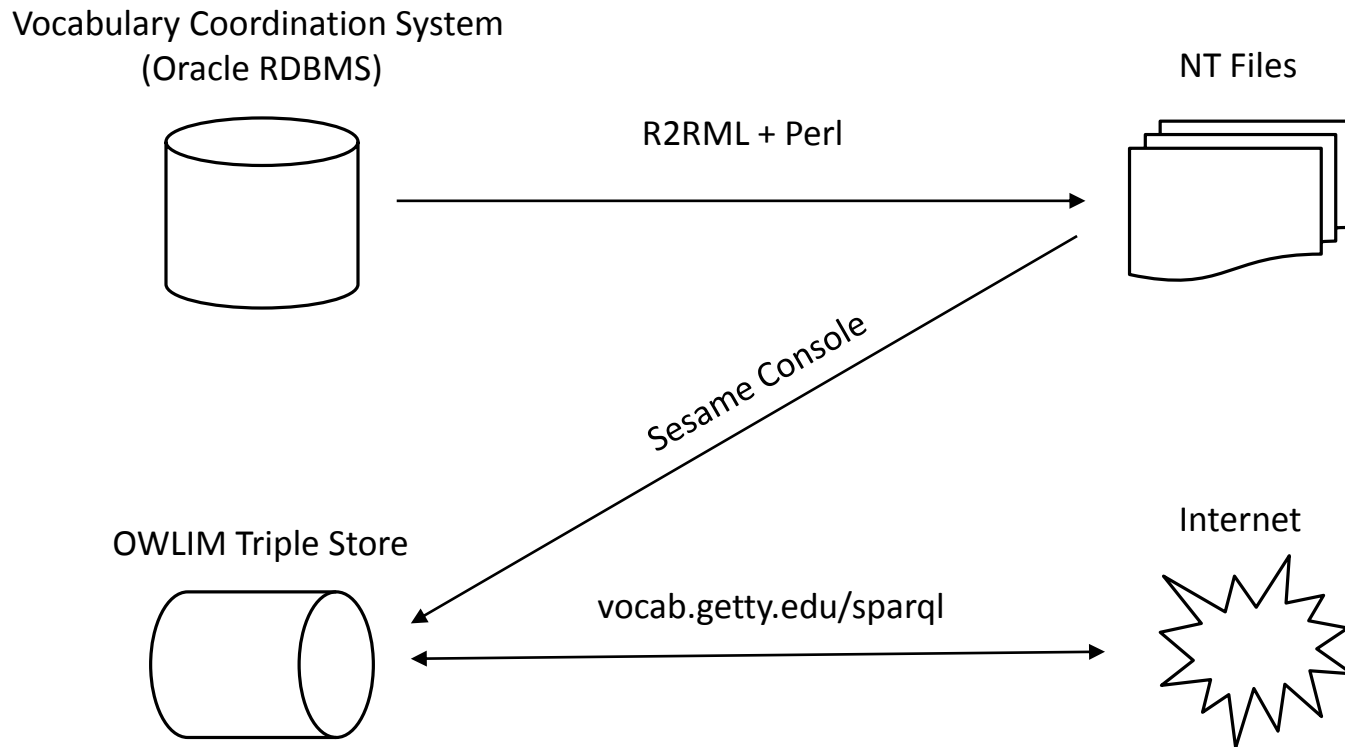 Vocabulary Coordination System
(Oracle RDBMS)
NT Files
R2RML + Perl
Sesame Console
OWLIM Triple Store
Internet
vocab.getty.edu/sparql